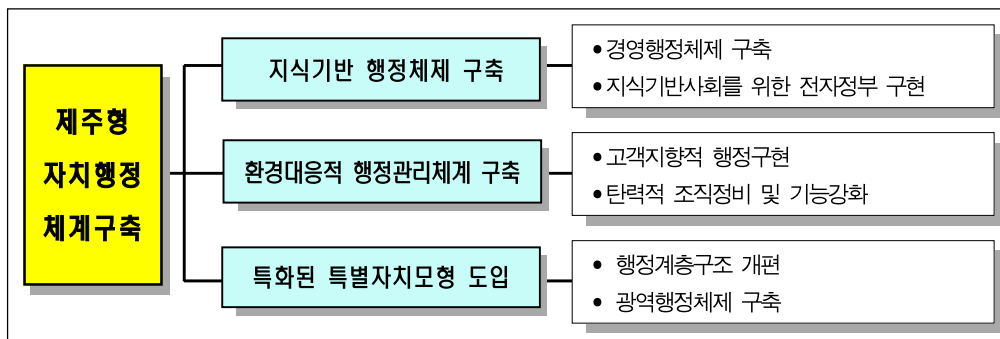 제주형
자치행정
체계구축
지식기반 행정체제 구축
•경영행정체제 구축
•지식기반사회를 위한 전자정부 구현
환경대응적 행정관리체계 구축
•고객지향적 행정구현
•탄력적 조직정비 및 기능강화
특화된 특별자치모형 도입
• 행정계층구조 개편
• 광역행정체제 구축